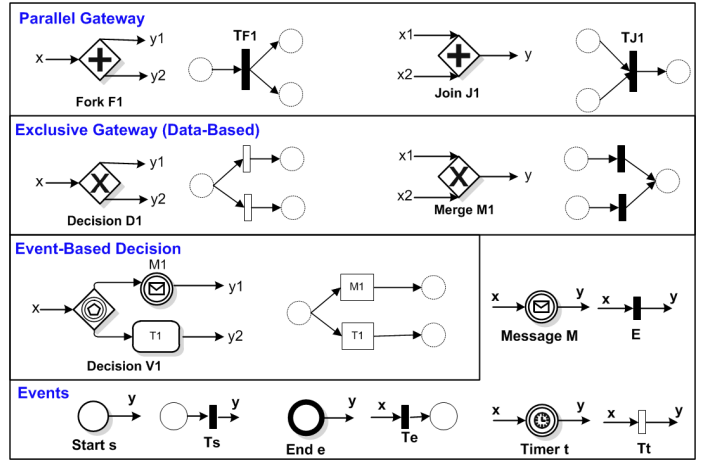 Parallel Gateway
x y1 y2 TF1
Fork F1
x1 x2 y TJ1
Join J1
Exclusive Gateway (Data-Based)
x y1 y2
Decision D1
x1 x2 y
Merge M1
Event-Based Decision
M1
x y1 M1
T1 y2 T1
Decision V1
x y x y
Message M E
Events
y y
Start s Ts
y x
End e Te
x y x y
Timer t Tt